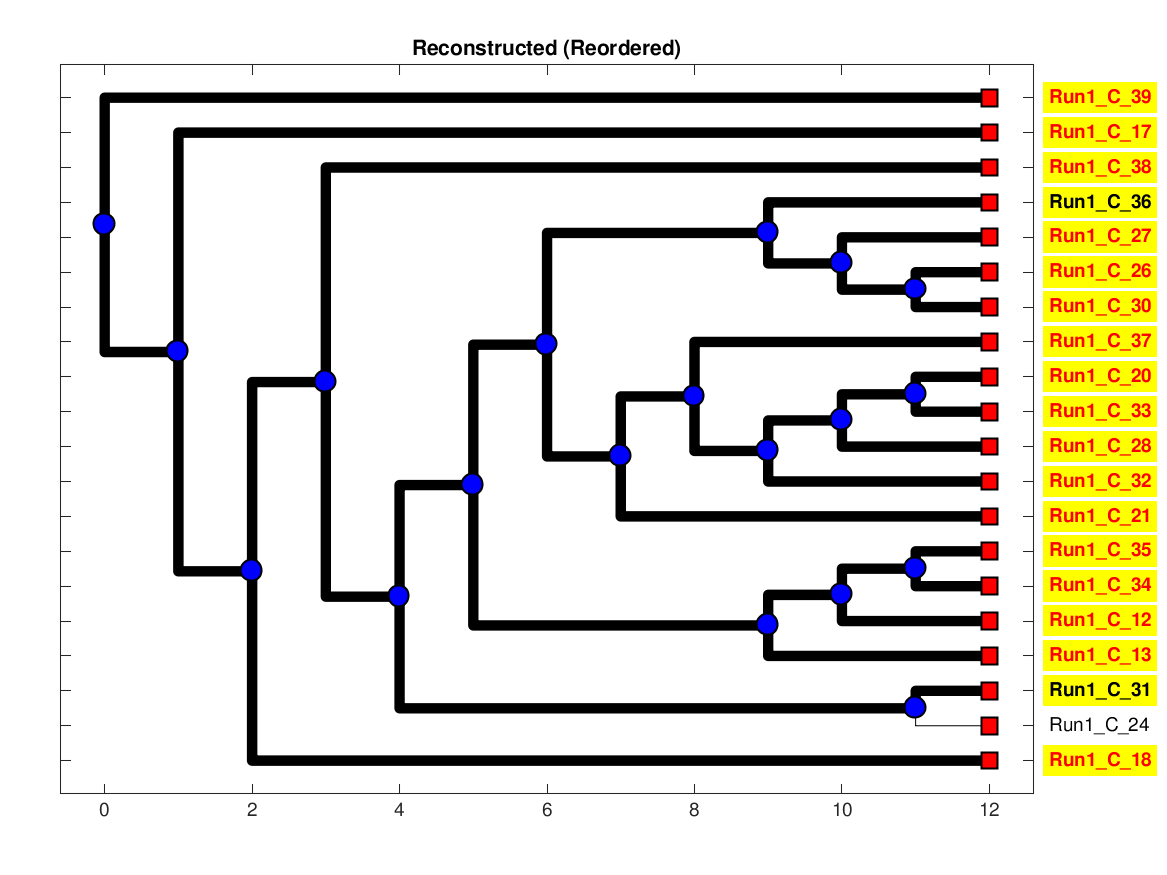 Reconstructed (Reordered)
Run1_C_39
Run1_C_17
Run1_C_38
Run1_C_36
Run1_C_27
Run1_C_26
Run1_C_30
Run1_C_37
Run1_C_20
Run1_C_33
Run1_C_28
Run1_C_32
Run1_C_21
Run1_C_35
Run1_C_34
Run1_C_12
Run1_C_13
Run1_C_31
Run1_C_24
Run1_C_18
0 2 4 6 8 10 12